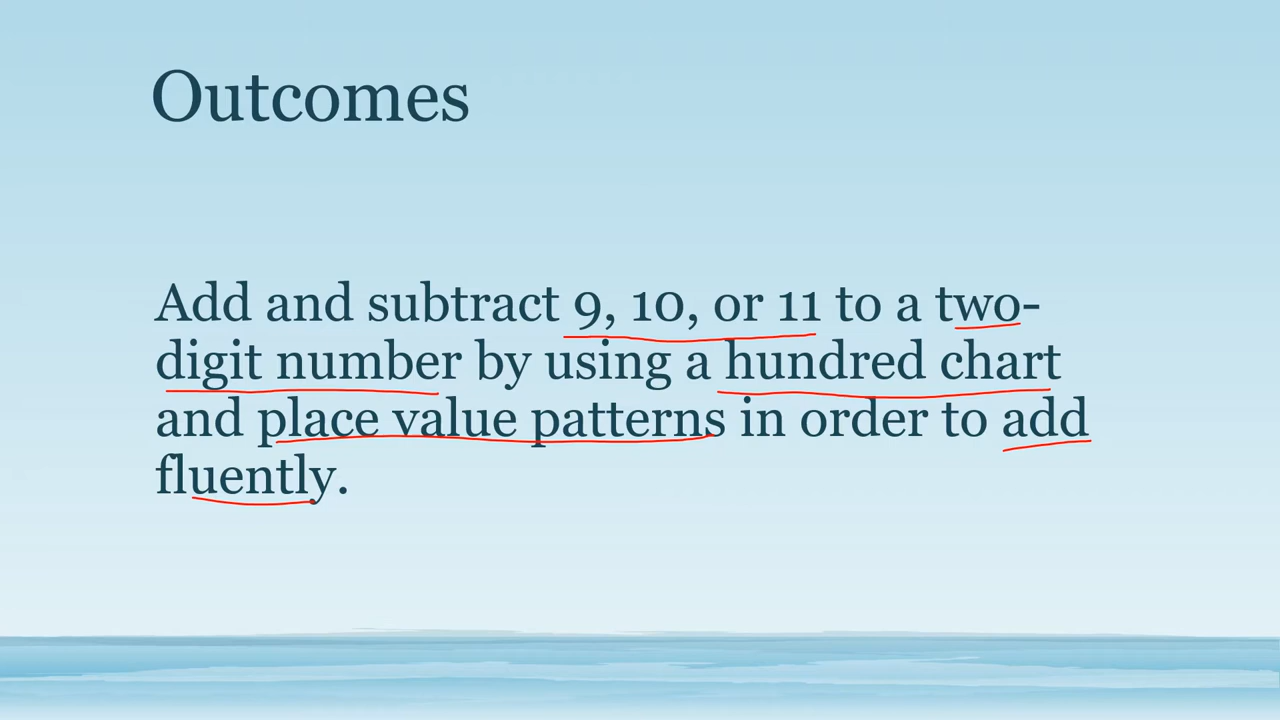 Outcomes
Add and subtract 9, 10, or 11 to a two-
digit number by using a hundred chart
and place value patterns in order to add
fluently.